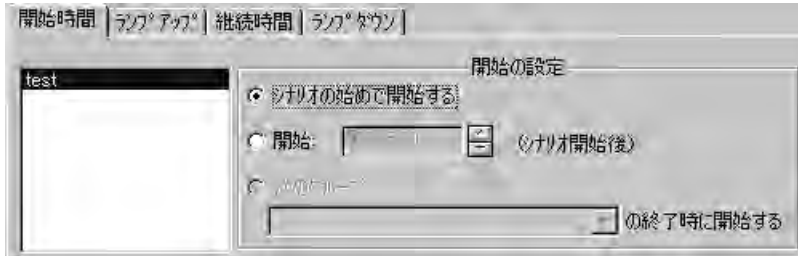 開始時間 ランプアップ 継続時間 ランプダウン
test
開始の設定
シナリオの始めで開始する
開始: (シナリオ開始後)
の終了時に開始する